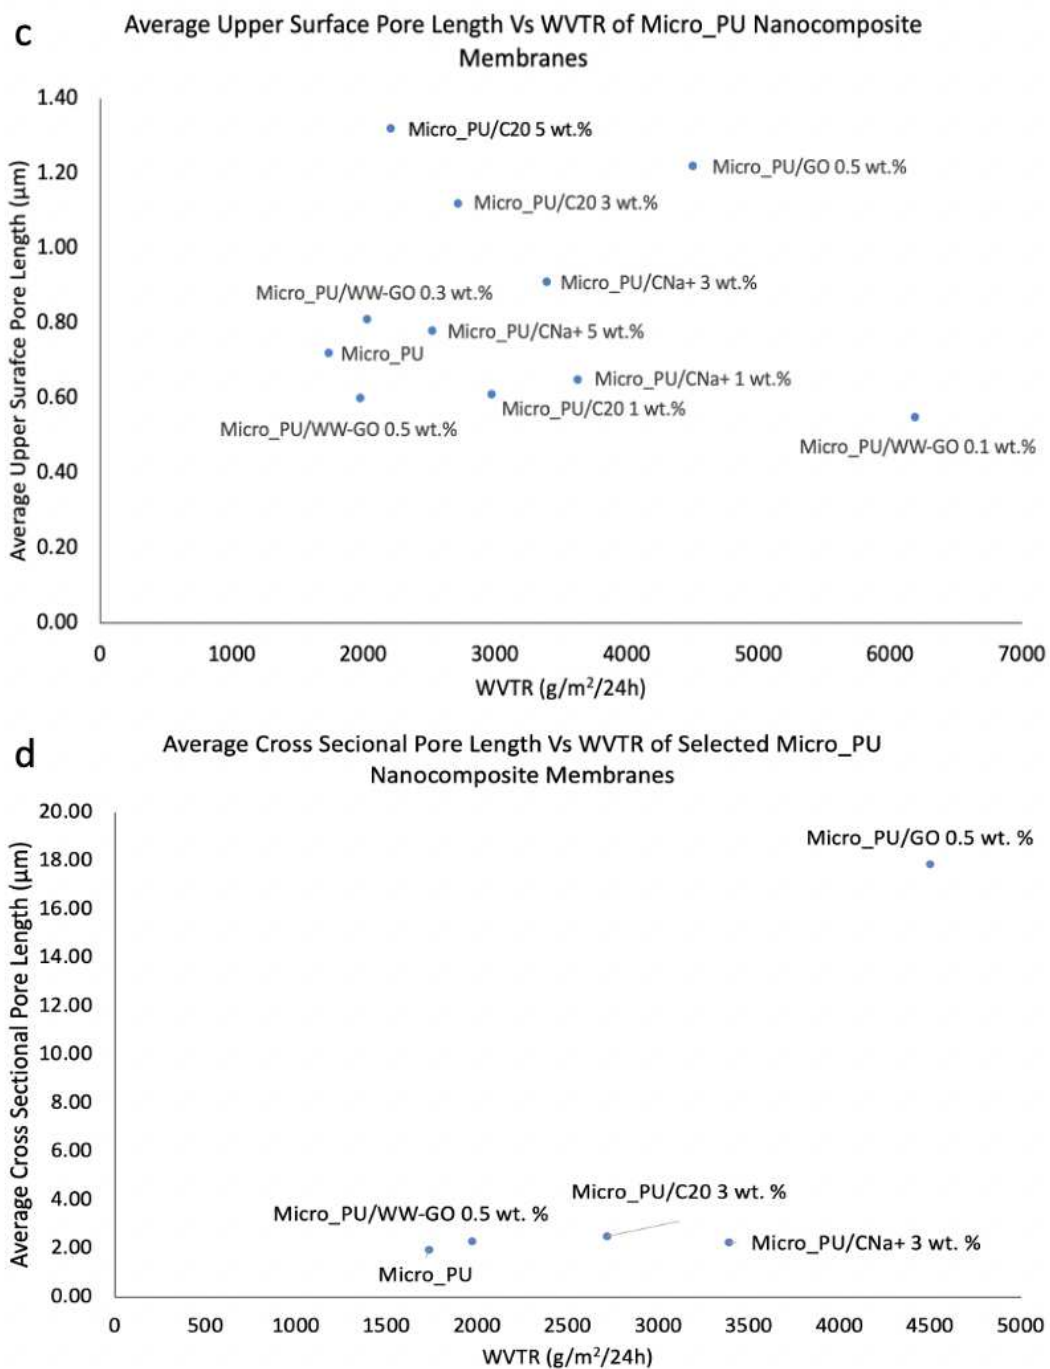 c
Average Upper Surface Pore Length Vs WVTR of Micro_PU Nanocomposite
Membranes
1.40
1.20
1.00
0.80
0.60
0.40
0.20
0.00
Average Upper Surafce Pore Length (µm)
Micro_PU/C20 5 wt.%
Micro_PU/GO 0.5 wt.%
Micro_PU/C20 3 wt.%
Micro_PU/CNa+ 3 wt.%
Micro_PU/WW-GO 0.3 wt.%
Micro_PU/CNa+ 5 wt.%
Micro_PU
Micro_PU/CNa+ 1 wt.%
Micro_PU/C20 1 wt.%
Micro_PU/WW-GO 0.5 wt.%
Micro_PU/WW-GO 0.1 wt.%
0 1000 2000 3000 4000 5000 6000 7000
WVTR (g/m²/24h)
d
Average Cross Secional Pore Length Vs WVTR of Selected Micro_PU
Nanocomposite Membranes
20.00
18.00
16.00
14.00
12.00
10.00
8.00
6.00
4.00
2.00
0.00
Average Cross Sectional Pore Length (µm)
Micro_PU/GO 0.5 wt. %
Micro_PU/C20 3 wt. %
Micro_PU/WW-GO 0.5 wt. %
Micro_PU/CNa+ 3 wt. %
Micro_PU
0 500 1000 1500 2000 2500 3000 3500 4000 4500 5000
WVTR (g/m²/24h)